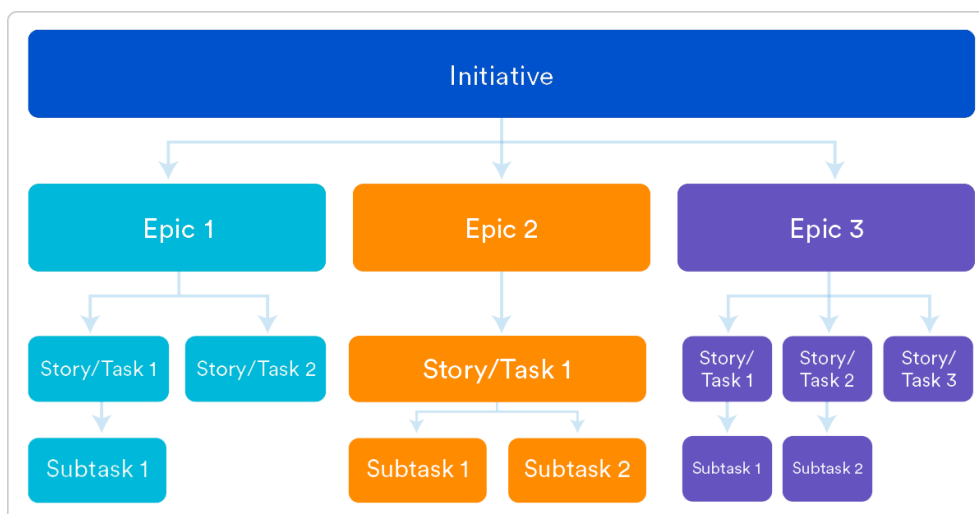 Initiative
Epic 1
Epic 2
Epic 3
Story/Task 1
Story/Task 2
Story/Task 1
Story/
Task 1
Story/
Task 2
Story/
Task 3
Subtask 1
Subtask 1
Subtask 2
Subtask 1
Subtask 2